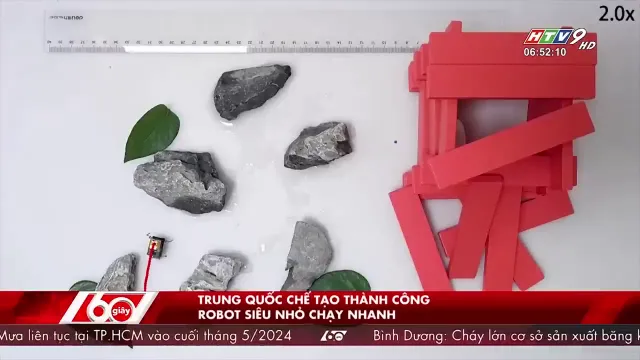 2.0x
HTV9 HD
06:52:10
60 giây
TRUNG QUỐC CHẾ TẠO THÀNH CÔNG
ROBOT SIÊU NHỎ CHẠY NHANH
Mưa liên tục tại TP.HCM vào cuối tháng 5/2024 60 Bình Dương: Cháy lớn cơ sở sản xuất băng k